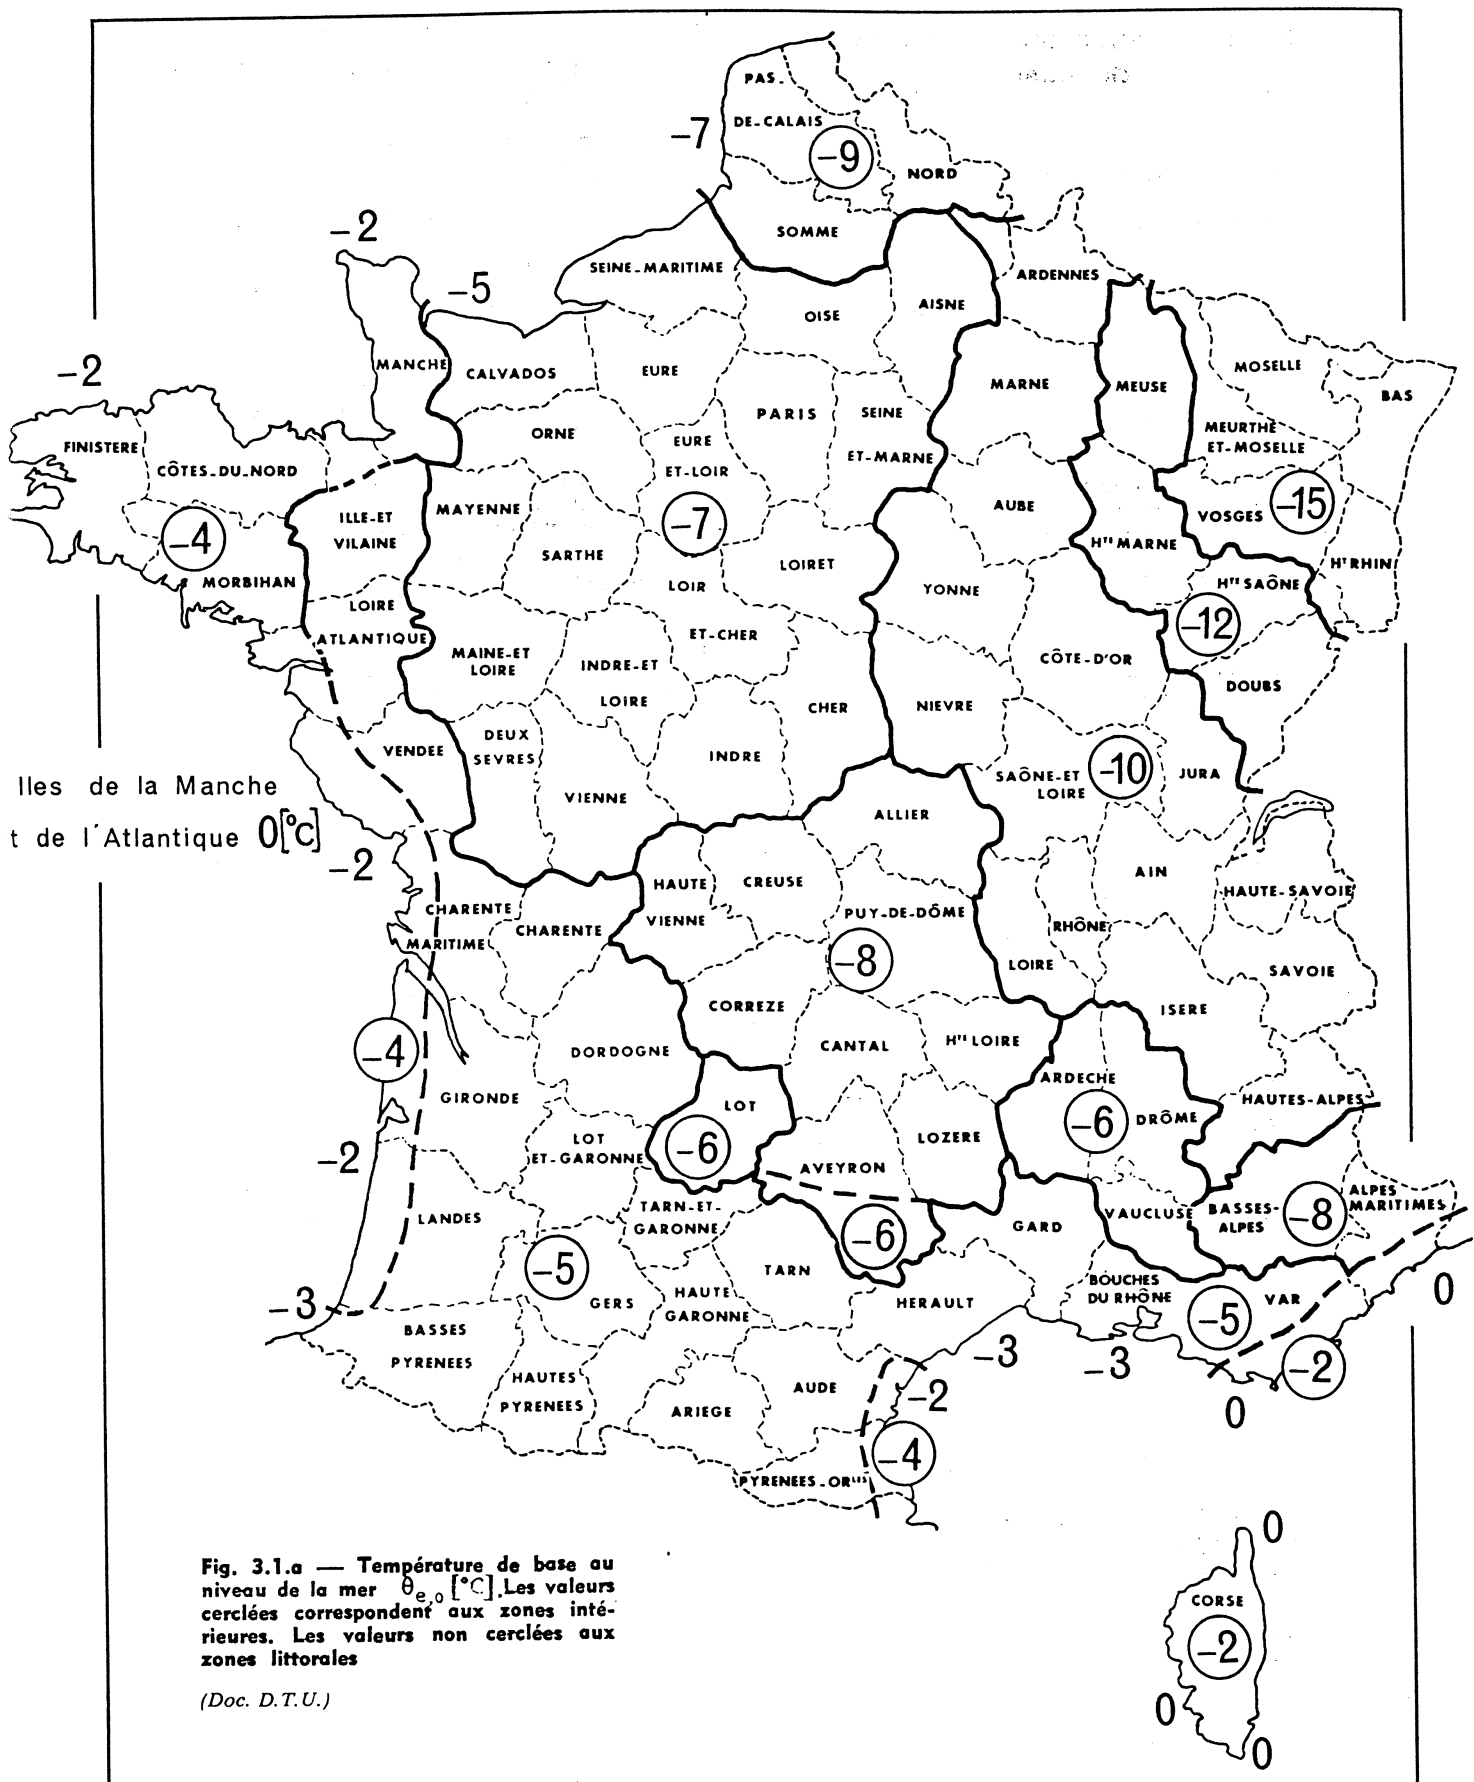 PAS_
DE-CALAIS
-7
-9
NORD
SOMME
-2
SEINE-MARITIME
-5
ARDENNES
OISE
AISNE
MANCHE
CALVADOS
EURE
MARNE
MEUSE
MOSELLE
BAS
-2
PARIS
SEINE
ET-MARNE
FINISTERE
CÔTES-DU-NORD
ORNE
EURE
ET-LOIR
MEURTHE
ET-MOSELLE
-4
MORBIHAN
ILLE-ET
VILAINE
MAYENNE
SARTHE
-7
AUBE
VOSGES
-15
LOIRET
Hte MARNE
Ht RHIN
LOIRE
ATLANTIQUE
LOIR
ET-CHER
YONNE
Hte SAÔNE
-12
MAINE-ET
LOIRE
INDRE-ET
LOIRE
CÔTE-D'OR
DOUBS
CHER
NIEVRE
VENDEE
DEUX
SEVRES
INDRE
VIENNE
SAÔNE-ET
LOIRE
-10
JURA
Iles de la Manche
t de l'Atlantique 0[°C]
-2
ALLIER
AIN
HAUTE-SAVOIE
HAUTE
VIENNE
CREUSE
PUY-DE-DÔME
CHARENTE
MARITIME
CHARENTE
RHÔNE
LOIRE
SAVOIE
-8
CORREZE
ISERE
-4
DORDOGNE
CANTAL
Hte LOIRE
GIRONDE
LOT
-6
ARDECHE
-6
DRÔME
HAUTES-ALPES
-2
LOT
ET-GARONNE
AVEYRON
LOZERE
LANDES
TARN-ET-
GARONNE
-6
GARD
VAUCLUSE
BASSES-
ALPES
-8
ALPES
MARITIMES
-5
GERS
TARN
HAUTE
GARONNE
HERAULT
BOUCHES
DU RHÔNE
-5
VAR
0
-3
BASSES
PYRENEES
HAUTES
PYRENEES
-3
-3
-2
0
ARIEGE
AUDE
-2
-4
PYRENEES-ORles
Fig. 3.1.a — Température de base au
niveau de la mer θe,o [°C]. Les valeurs
cerclées correspondent aux zones inté-
rieures. Les valeurs non cerclées aux
zones littorales
(Doc. D.T.U.)
0
CORSE
-2
0
0